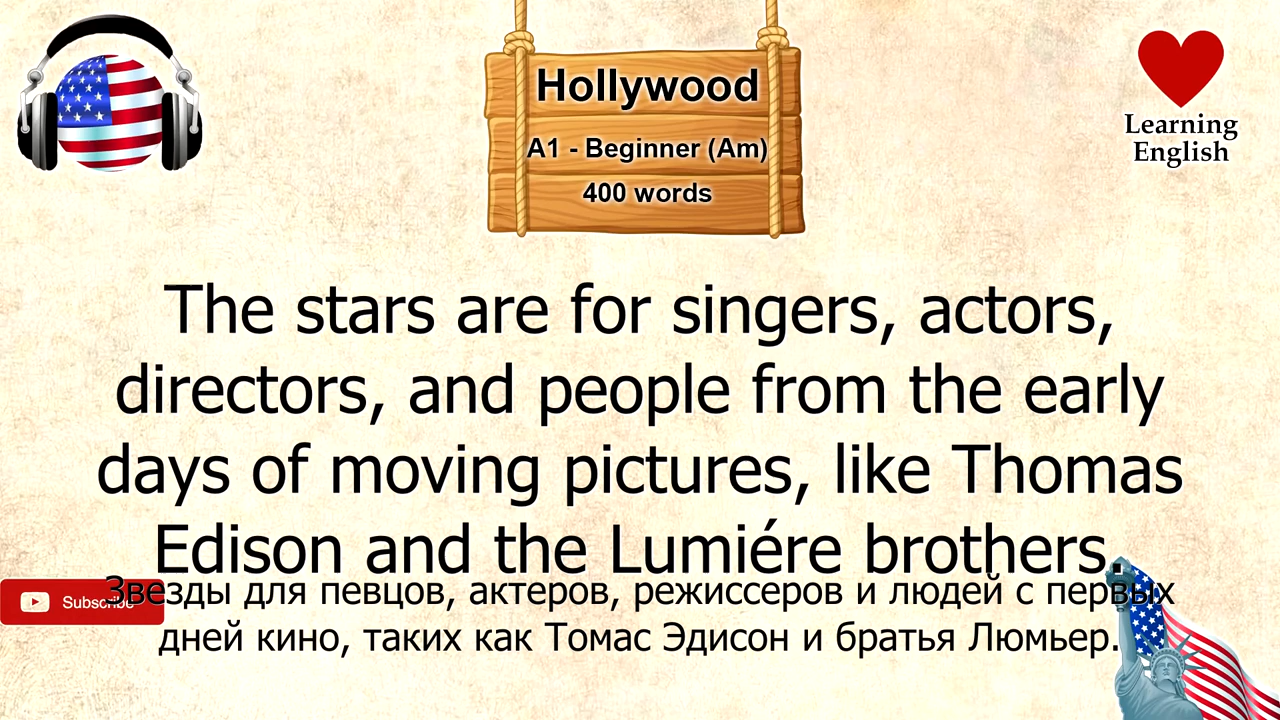 Hollywood
A1 - Beginner (Am)
400 words
Learning
English
The stars are for singers, actors,
directors, and people from the early
days of moving pictures, like Thomas
Edison and the Lumiére brothers.
Subscribe
Звезды для певцов, актеров, режиссеров и людей с первых
дней кино, таких как Томас Эдисон и братья Люмьер.